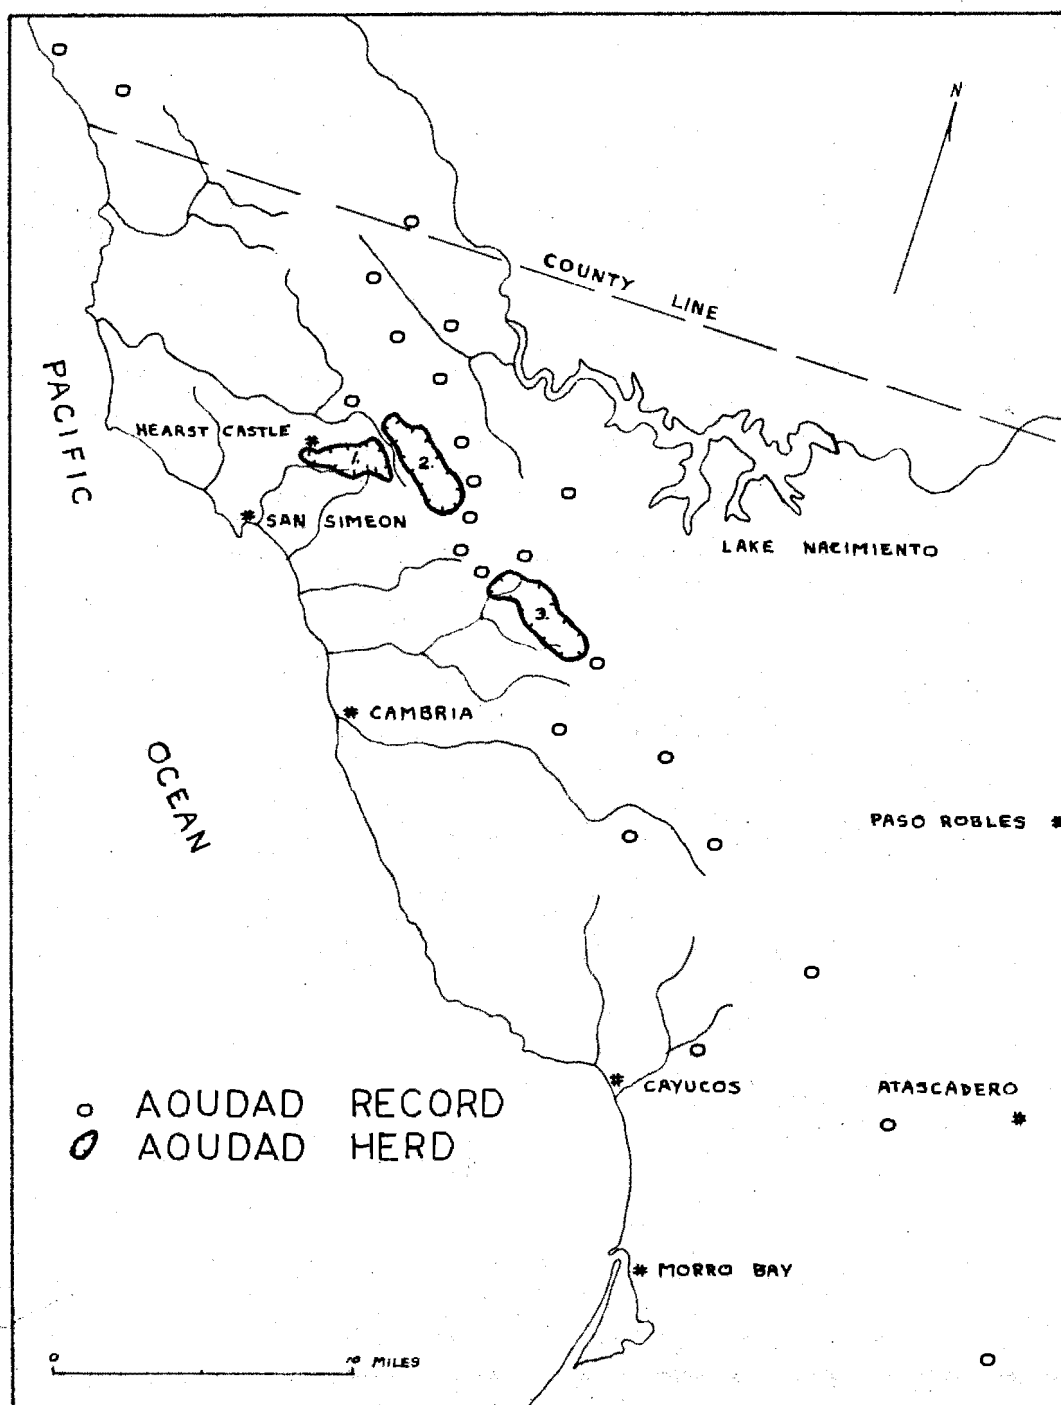 N
COUNTY LINE
PACIFIC
HEARST CASTLE
1.
2.
SAN SIMEON
LAKE NACIMIENTO
3.
CAMBRIA
OCEAN
PASO ROBLES
CAYUCOS
ATASCADERO
AOUDAD RECORD
AOUDAD HERD
MORRO BAY
0 10 MILES